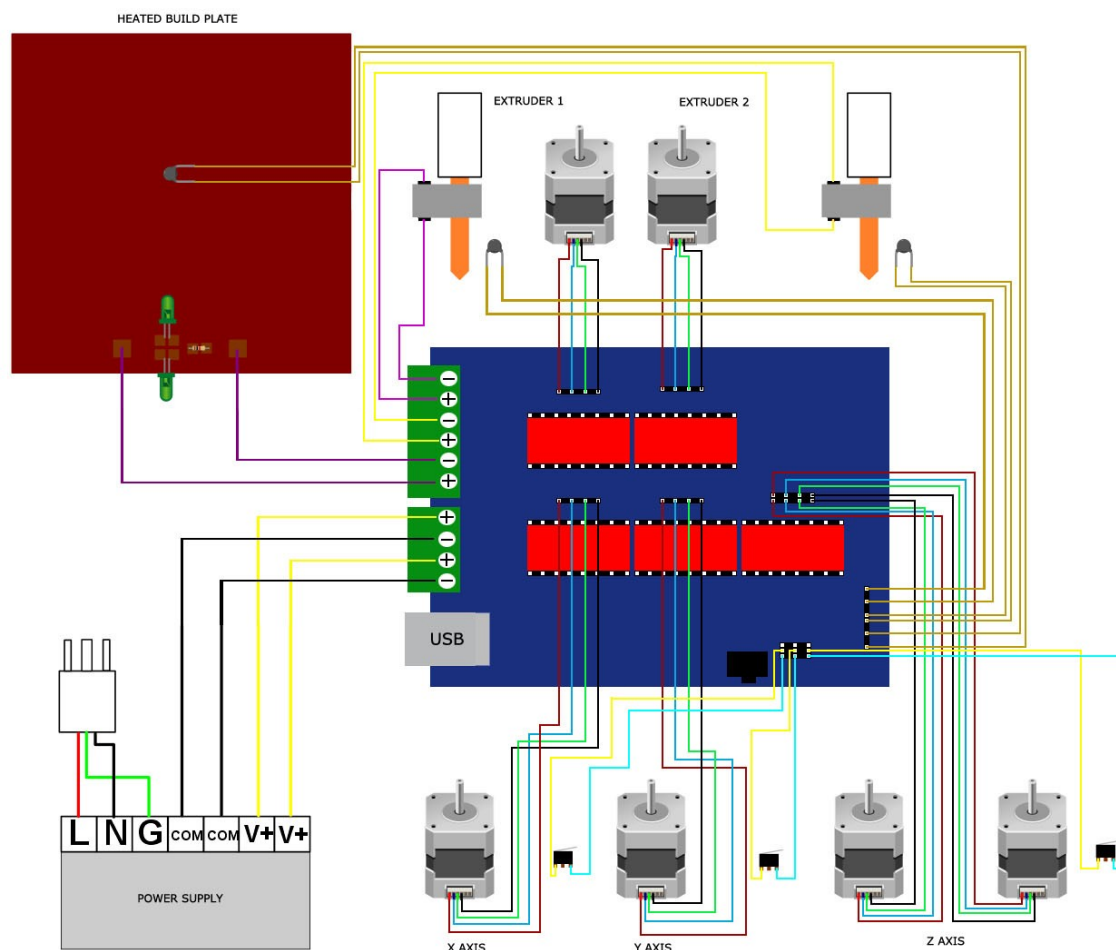 HEATED BUILD PLATE
EXTRUDER 1
EXTRUDER 2
−
+
−
+
−
+
+
−
+
−
USB
L N G COM COM V+ V+
POWER SUPPLY
X AXIS
Y AXIS
Z AXIS